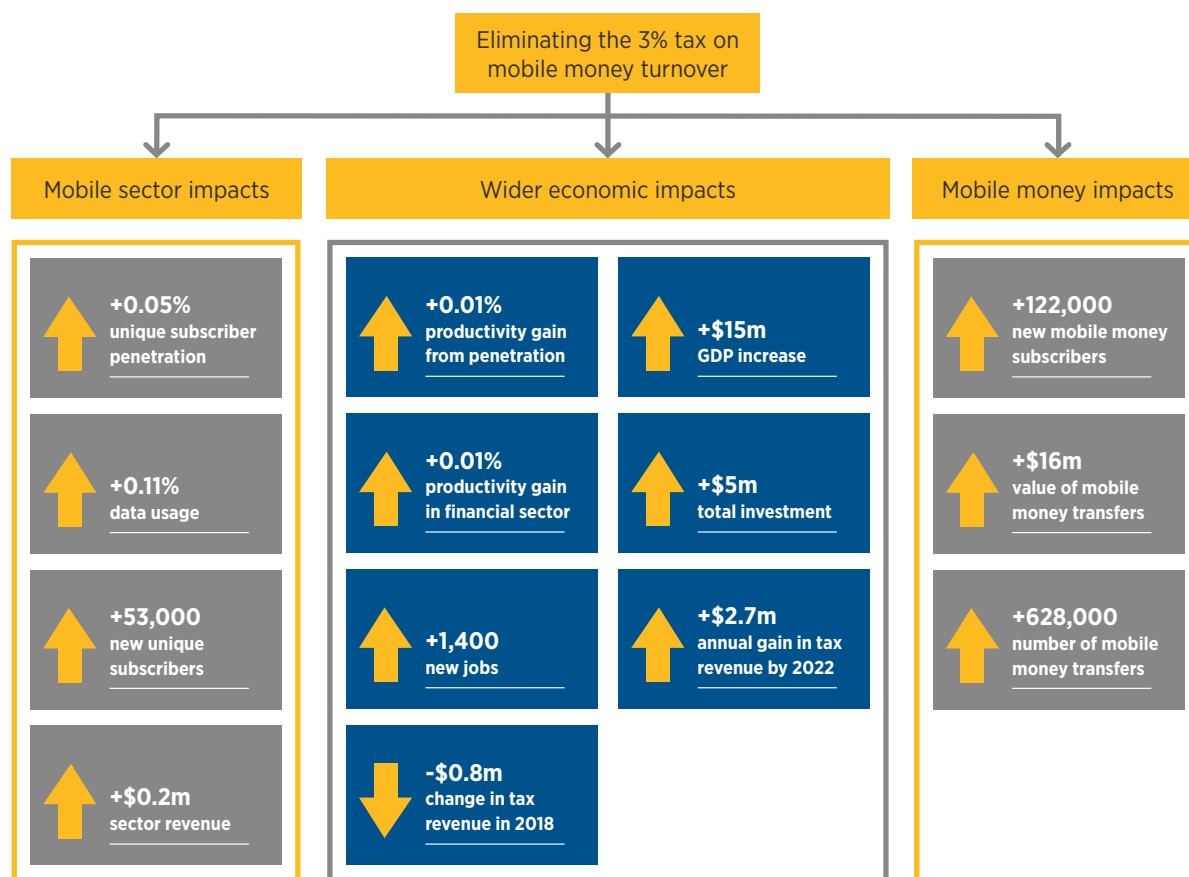 Eliminating the 3% tax on
mobile money turnover
Mobile sector impacts
+0.05%
unique subscriber
penetration
+0.11%
data usage
+53,000
new unique
subscribers
+$0.2m
sector revenue
Wider economic impacts
+0.01%
productivity gain
from penetration
+$15m
GDP increase
+0.01%
productivity gain
in financial sector
+$5m
total investment
+1,400
new jobs
+$2.7m
annual gain in tax
revenue by 2022
-$0.8m
change in tax
revenue in 2018
Mobile money impacts
+122,000
new mobile money
subscribers
+$16m
value of mobile
money transfers
+628,000
number of mobile
money transfers